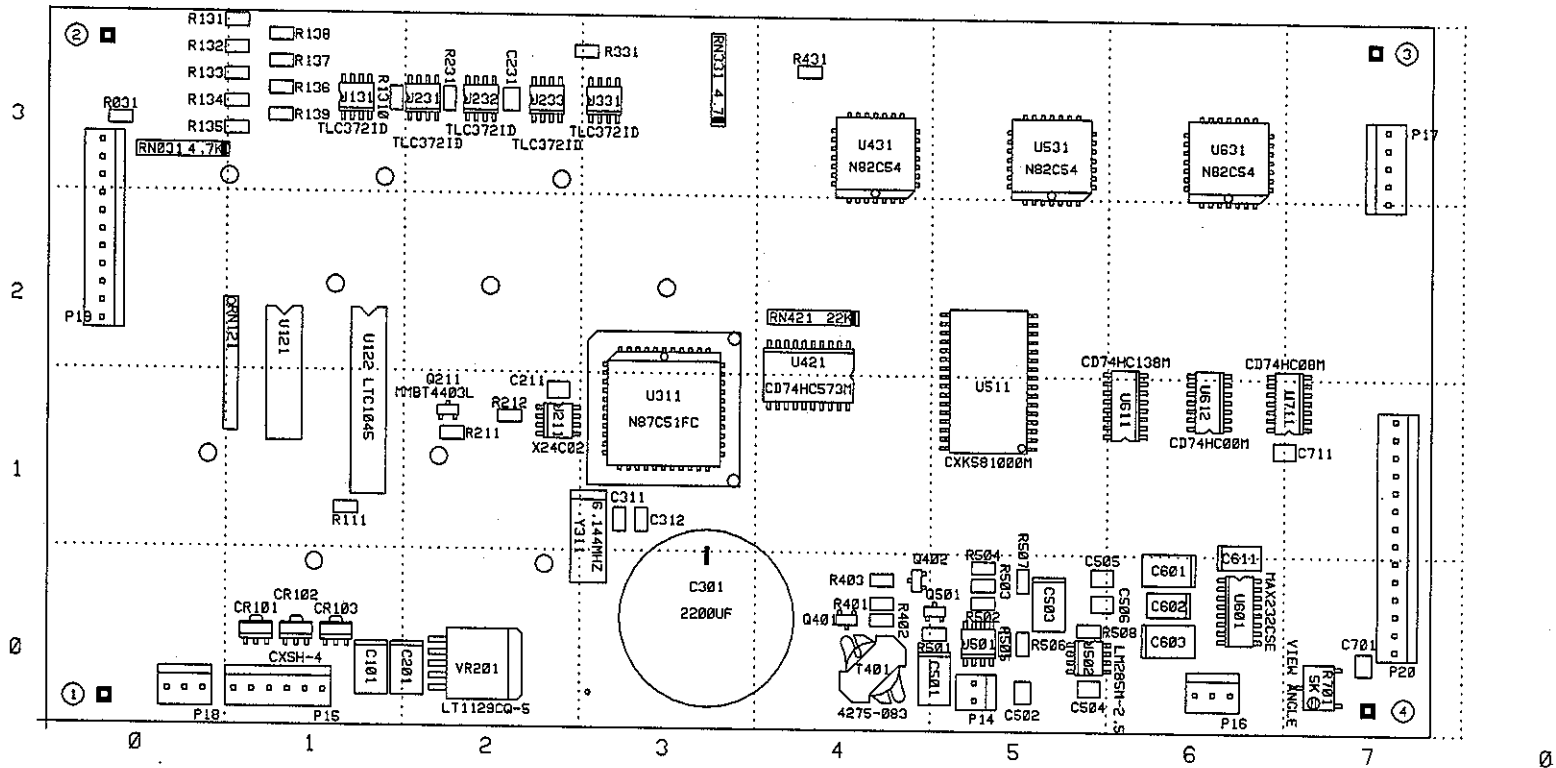 R131
R132
R133
R134
R135
R138
R137
R136
R139
R031
RN031 4.7K
U131
TLC372ID
R1310
U231
TLC372ID
R231
U232
TLC372ID
C231
U233
TLC372ID
R331
U331
TLC372ID
RN331 4.7K
R431
U431
N82C54
U531
N82C54
U631
N82C54
P17
2
3
3
2
1
0
P19
RN121
U121
U122 LTC1045
Q211
MMBT4403L
R211
C211
R212
U211
X24C02
U311
N87C51FC
RN421 22K
U421
CD74HC573M
U511
CXK581000M
CD74HC138M
U611
U612
CD74HC00M
CD74HC08M
U711
C711
R111
6.144MHZ
Y311
C311
C312
C301
2200UF
CR101
CR102
CR103
CXSH-4
C101
C201
VR201
LT1129CQ-5
P18
P15
R403
R401
Q401
R402
Q402
Q501
R501
T401
4275-083
C501
R504
R503
R502
U501
R505
P14
R507
C503
R506
C502
C505
C506
R508
U502
C504
LM285M-2.5
C601
C602
C603
C611
U601
MAX232CSE
P16
VIEW ANGLE
R701
5K
C701
P20
1
4
0
1
2
3
4
5
6
7
0